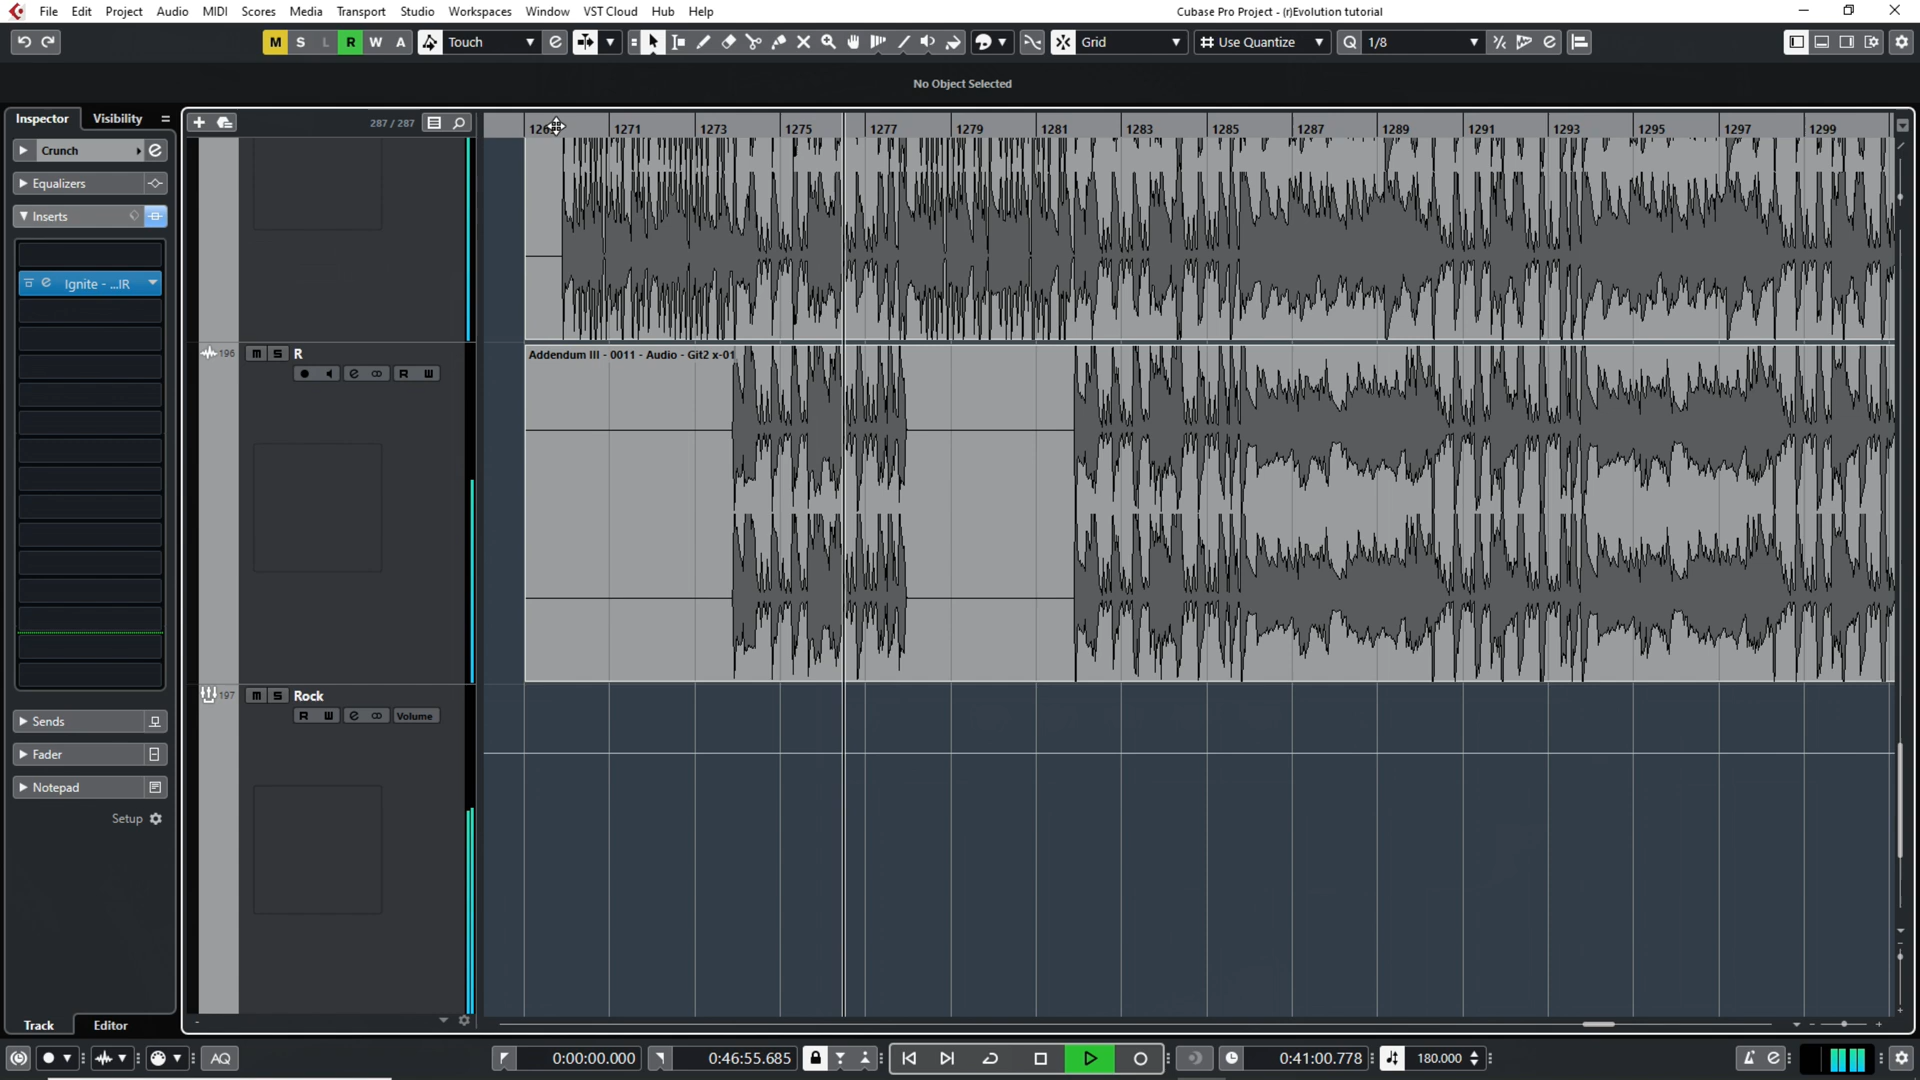 File Edit Project Audio MIDI Scores Media Transport Studio Workspaces Window VST Cloud Hub Help
Cubase Pro Project - (r)Evolution tutorial
M S L R W A Touch Grid Use Quantize Q 1/8
No Object Selected
Inspector Visibility
287 / 287
1271 1273 1275 1277 1279 1281 1283 1285 1287 1289 1291 1293 1295 1297 1299
Crunch
Equalizers
Inserts
Ignite - ...IR
196 m S R
R W
Addendum III - 0011 - Audio - Git2 x-01
197 m S Rock
R W Volume
Sends
Fader
Notepad
Setup
Track Editor
AQ
0:00:00.000
0:46:55.685
0:41:00.778
180.000